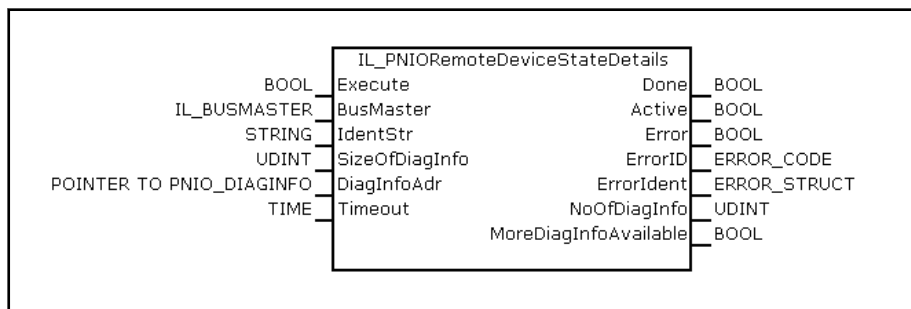 IL_PNIORemoteDeviceStateDetails
BOOL Execute Done BOOL
IL_BUSMASTER BusMaster Active BOOL
STRING IdentStr Error BOOL
UDINT SizeOfDiagInfo ErrorID ERROR_CODE
POINTER TO PNIO_DIAGINFO DiagInfoAdr ErrorIdent ERROR_STRUCT
TIME Timeout NoOfDiagInfo UDINT
MoreDiagInfoAvailable BOOL